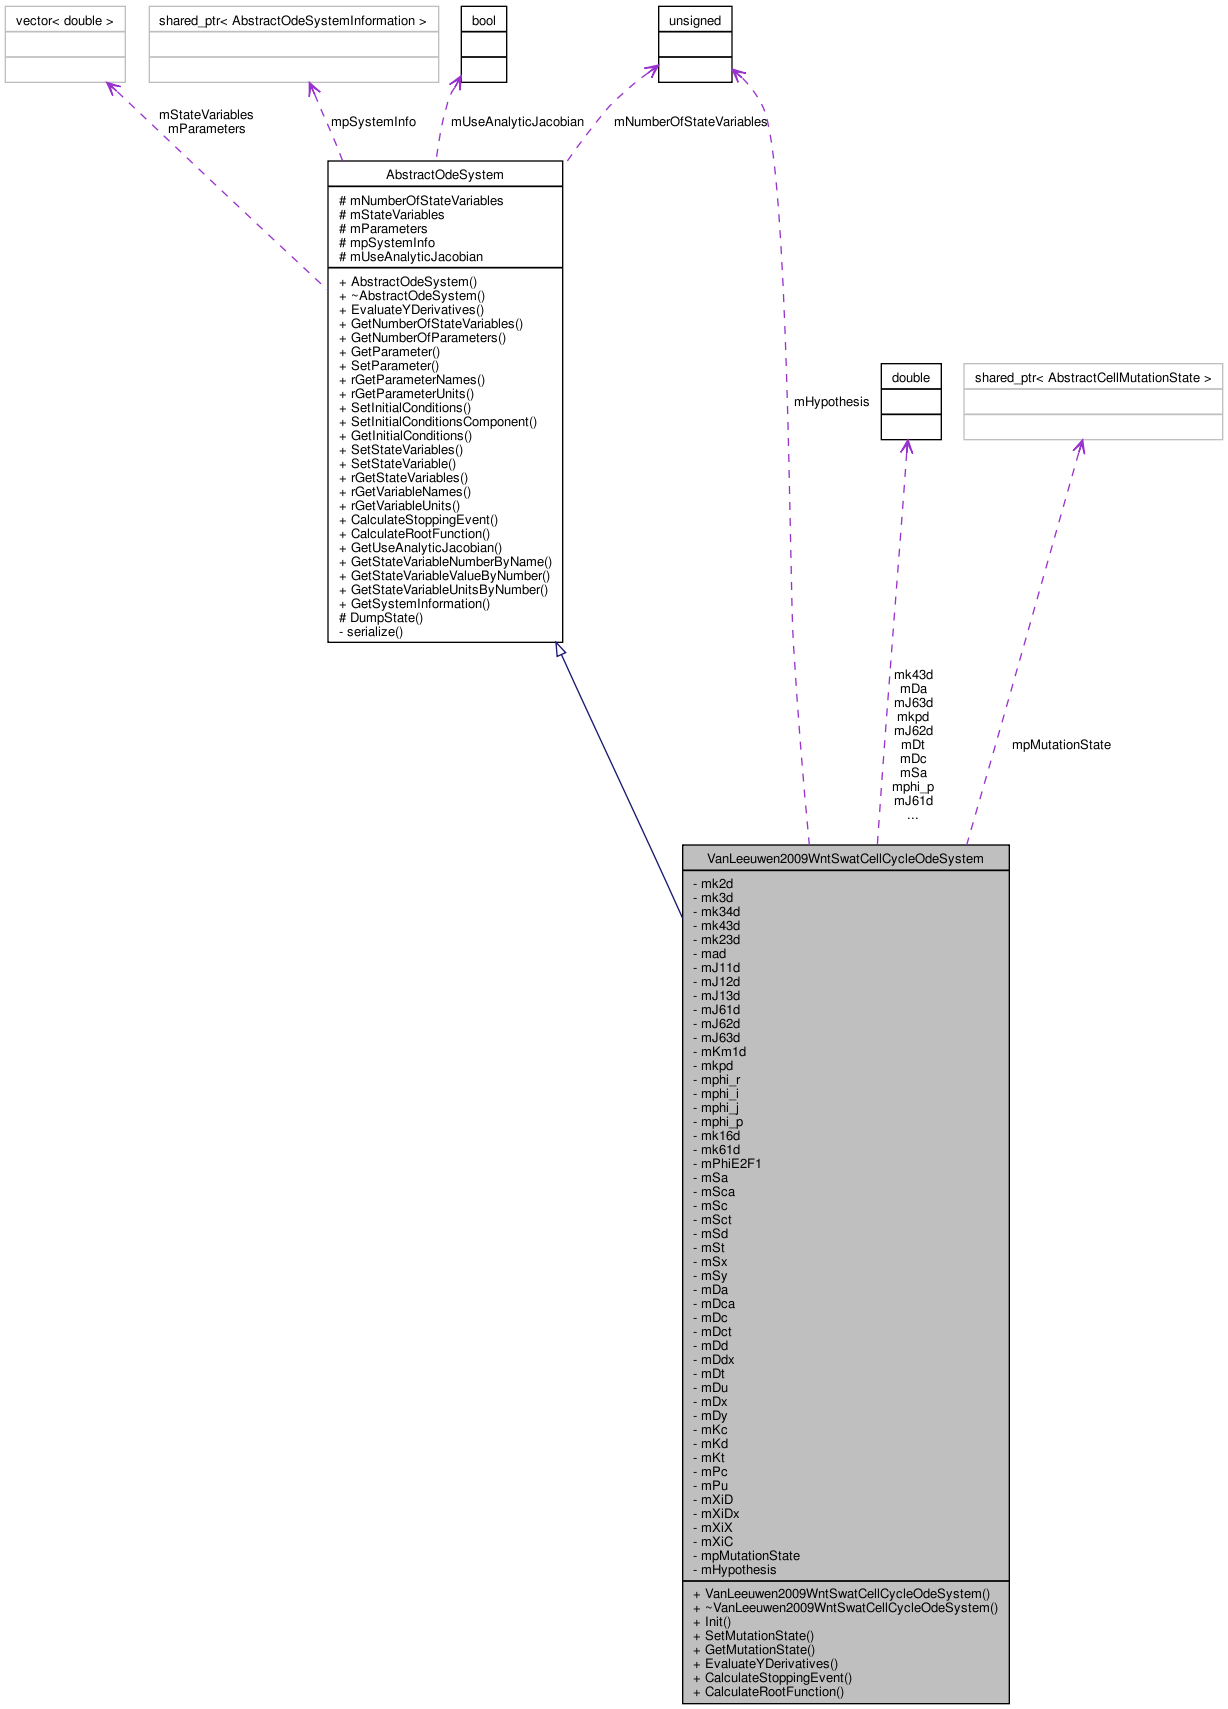 vector< double >
shared_ptr< AbstractOdeSystemInformation >
bool
unsigned
mStateVariables
mParameters
mpSystemInfo
mUseAnalyticJacobian
mNumberOfStateVariables
AbstractOdeSystem
# mNumberOfStateVariables
# mStateVariables
# mParameters
# mpSystemInfo
# mUseAnalyticJacobian
+ AbstractOdeSystem()
+ ~AbstractOdeSystem()
+ EvaluateYDerivatives()
+ GetNumberOfStateVariables()
+ GetNumberOfParameters()
+ GetParameter()
+ SetParameter()
+ rGetParameterNames()
+ rGetParameterUnits()
+ SetInitialConditions()
+ SetInitialConditionsComponent()
+ GetInitialConditions()
+ SetStateVariables()
+ SetStateVariable()
+ rGetStateVariables()
+ rGetVariableNames()
+ rGetVariableUnits()
+ CalculateStoppingEvent()
+ CalculateRootFunction()
+ GetUseAnalyticJacobian()
+ GetStateVariableNumberByName()
+ GetStateVariableValueByNumber()
+ GetStateVariableUnitsByNumber()
+ GetSystemInformation()
# DumpState()
- serialize()
double
shared_ptr< AbstractCellMutationState >
mHypothesis
mk43d
mDa
mJ63d
mkpd
mJ62d
mDt
mDc
mSa
mphi_p
mJ61d
...
mpMutationState
VanLeeuwen2009WntSwatCellCycleOdeSystem
- mk2d
- mk3d
- mk34d
- mk43d
- mk23d
- mad
- mJ11d
- mJ12d
- mJ13d
- mJ61d
- mJ62d
- mJ63d
- mKm1d
- mkpd
- mphi_r
- mphi_i
- mphi_j
- mphi_p
- mk16d
- mk61d
- mPhiE2F1
- mSa
- mSca
- mSc
- mSct
- mSd
- mSt
- mSx
- mSy
- mDa
- mDca
- mDc
- mDct
- mDd
- mDdx
- mDt
- mDu
- mDx
- mDy
- mKc
- mKd
- mKt
- mPc
- mPu
- mXiD
- mXiDx
- mXiX
- mXiC
- mpMutationState
- mHypothesis
+ VanLeeuwen2009WntSwatCellCycleOdeSystem()
+ ~VanLeeuwen2009WntSwatCellCycleOdeSystem()
+ Init()
+ SetMutationState()
+ GetMutationState()
+ EvaluateYDerivatives()
+ CalculateStoppingEvent()
+ CalculateRootFunction()